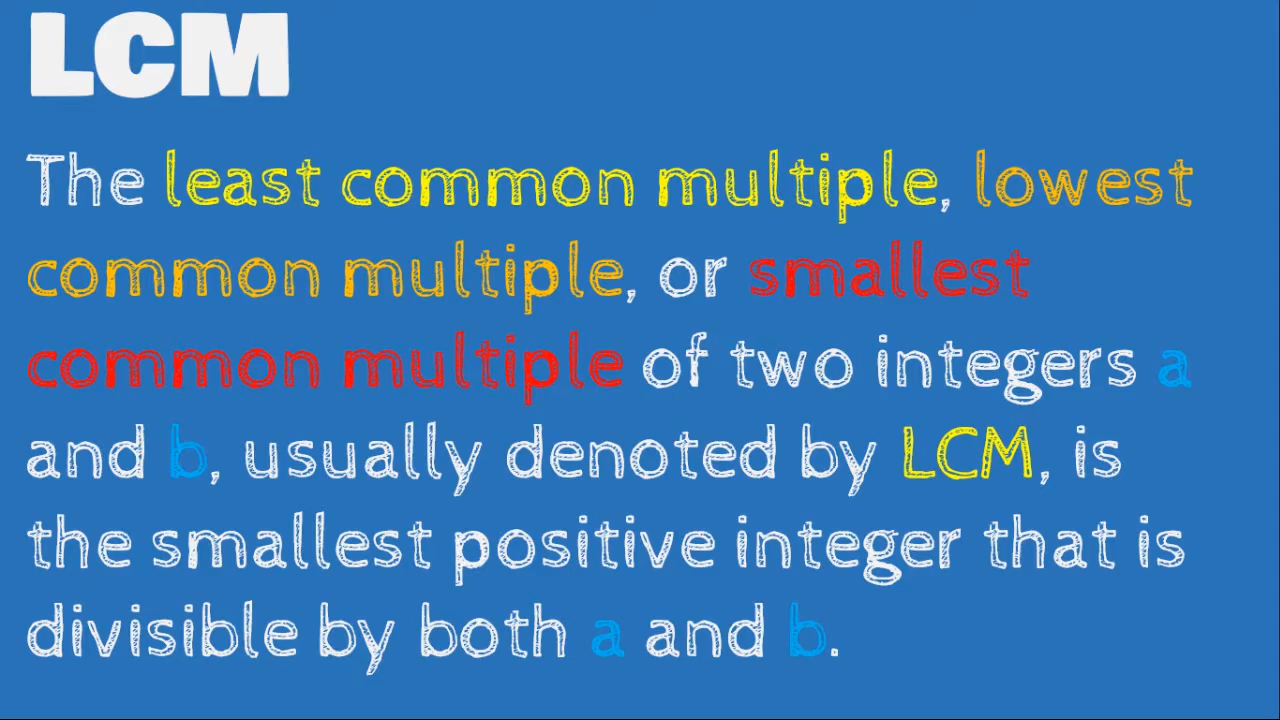 LCM
The least common multiple, lowest
common multiple, or smallest
common multiple of two integers a
and b, usually denoted by LCM, is
the smallest positive integer that is
divisible by both a and b.